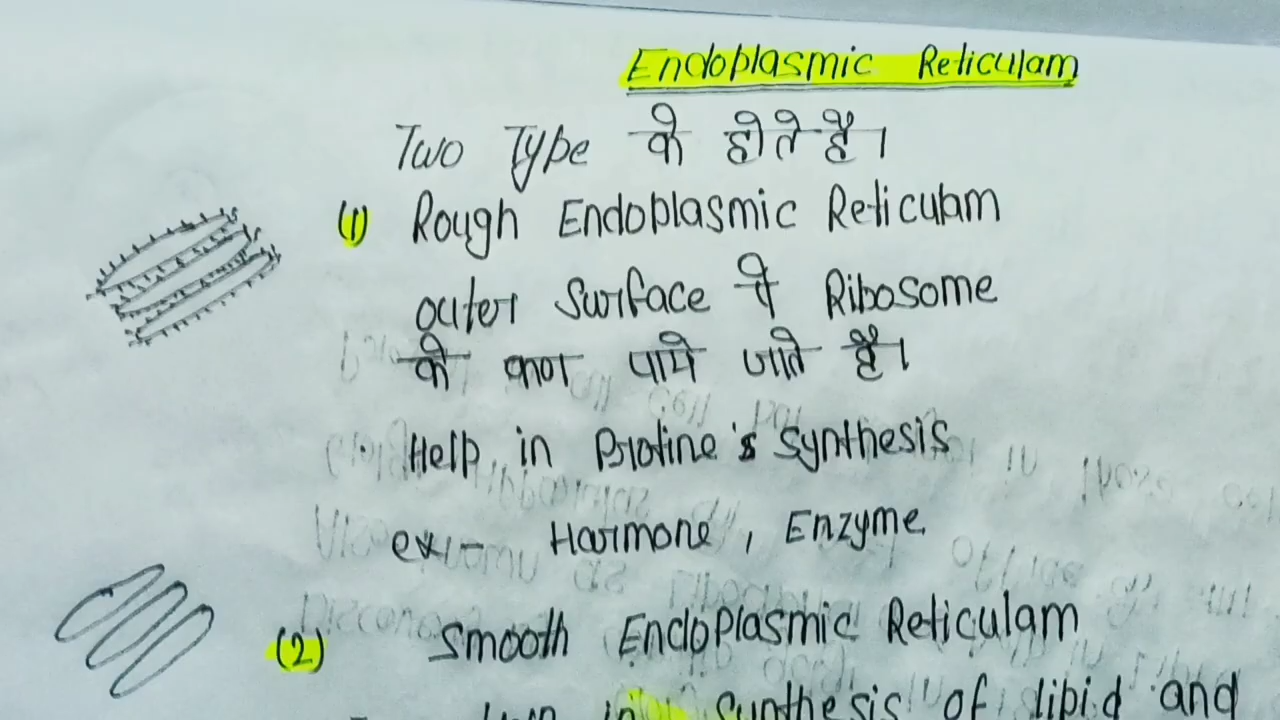 Endoplasmic Reticulam
Two Type के होते हैं।
(1) Rough Endoplasmic Reticulam
outer surface पे Ribosome
के कण पाये जाते हैं।
Help in Protine's synthesis
ex:- Harmone, Enzyme
(2) Smooth Endoplasmic Reticulam
in synthesis of lipid and